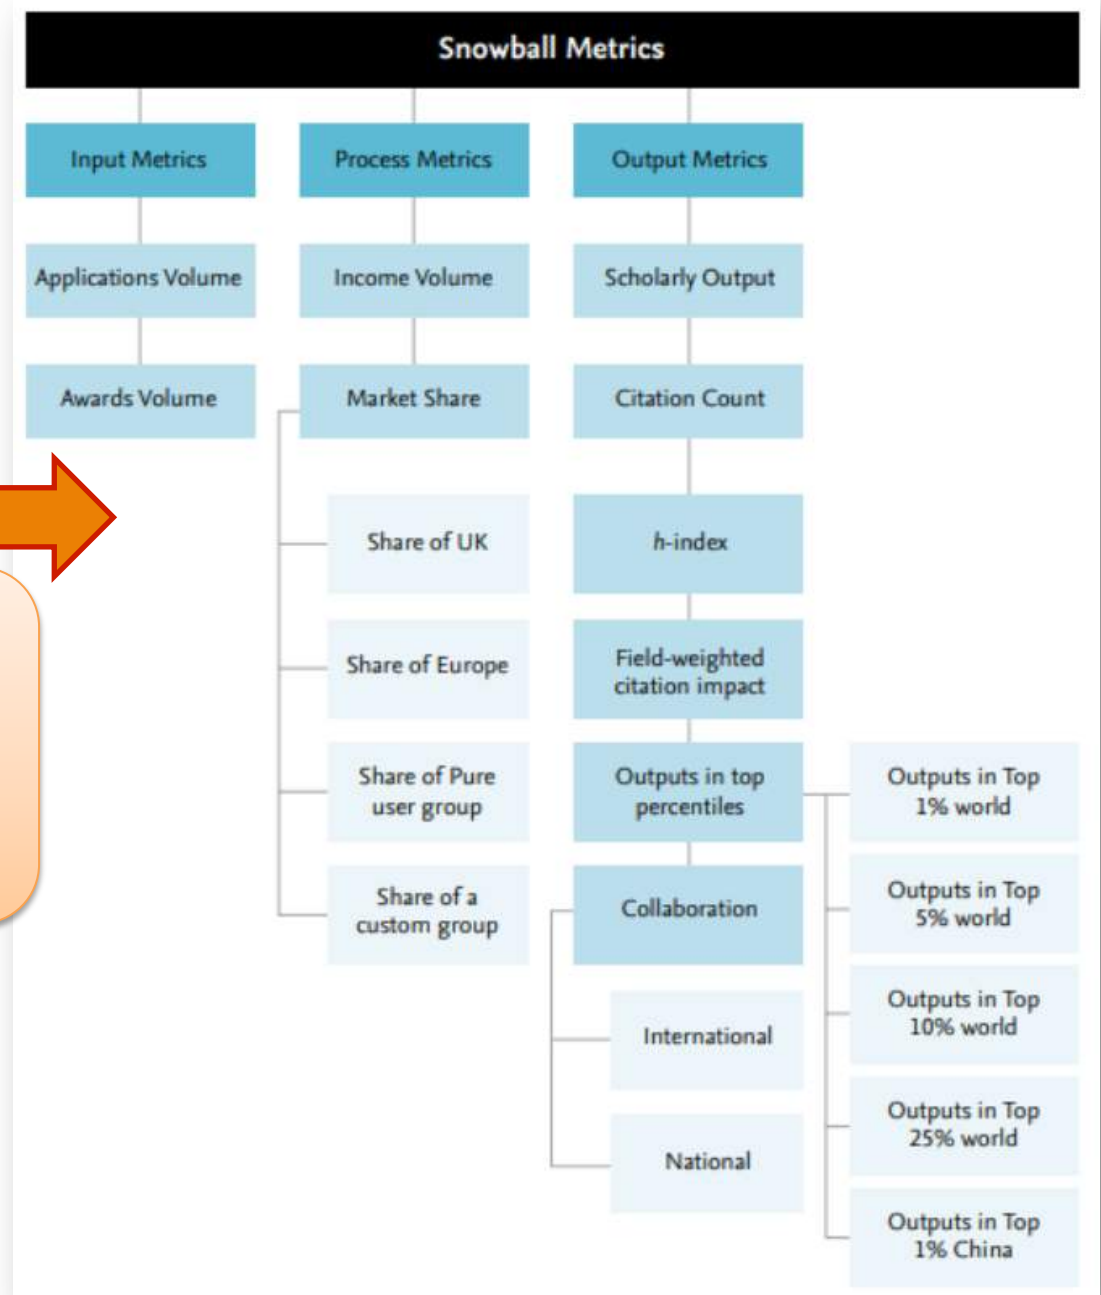 Snowball Metrics
Input Metrics
Applications Volume
Awards Volume
Process Metrics
Income Volume
Market Share
Share of UK
Share of Europe
Share of Pure
user group
Share of a
custom group
Output Metrics
Scholarly Output
Citation Count
h-index
Field-weighted
citation impact
Outputs in top
percentiles
Outputs in Top
1% world
Outputs in Top
5% world
Outputs in Top
10% world
Outputs in Top
25% world
Outputs in Top
1% China
Collaboration
International
National